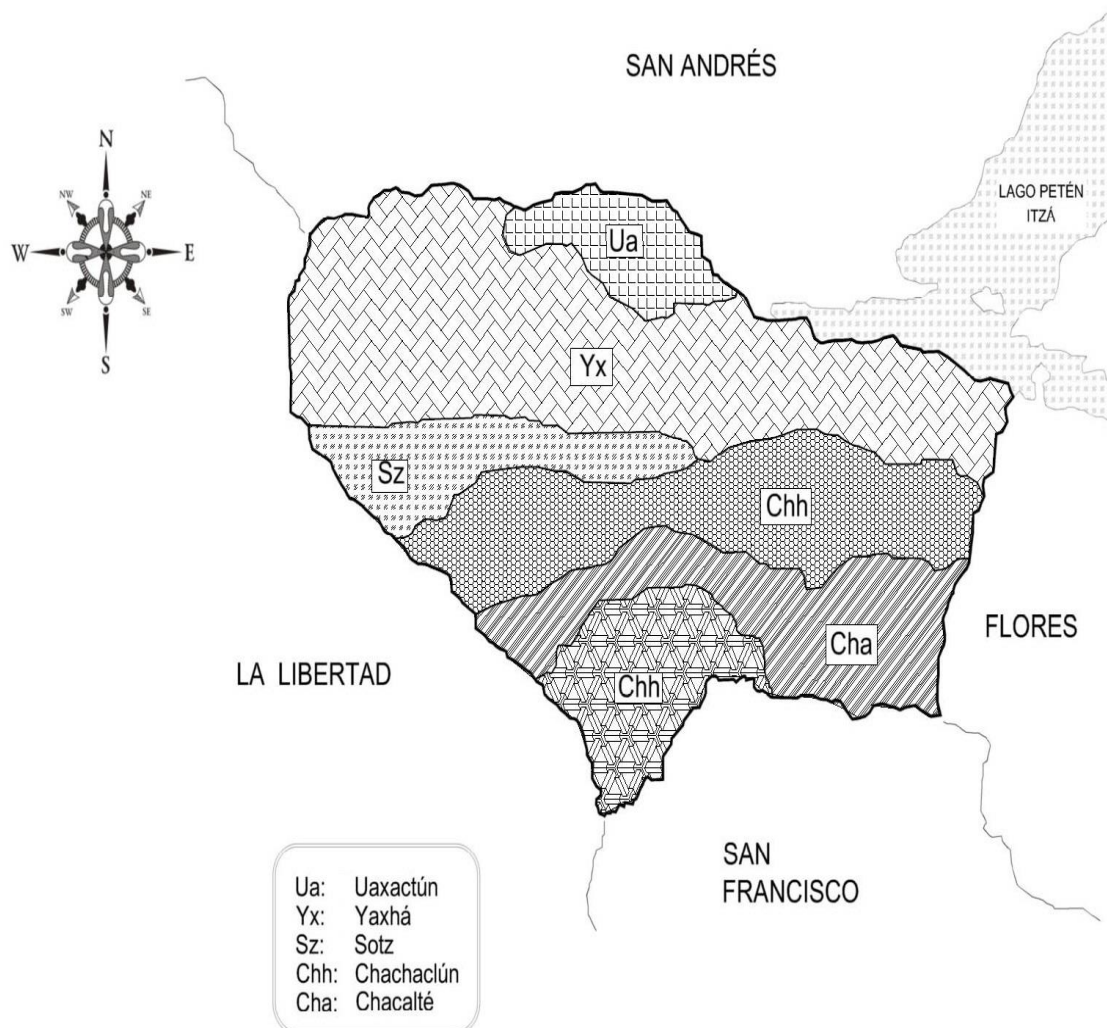 SAN ANDRÉS
N
NW
NE
W
E
SW
SE
S
LAGO PETÉN
ITZÁ
Ua
Yx
Sz
Chh
Cha
Chh
FLORES
LA LIBERTAD
SAN
FRANCISCO
Ua: Uaxactún
Yx: Yaxhá
Sz: Sotz
Chh: Chachaclún
Cha: Chacalté